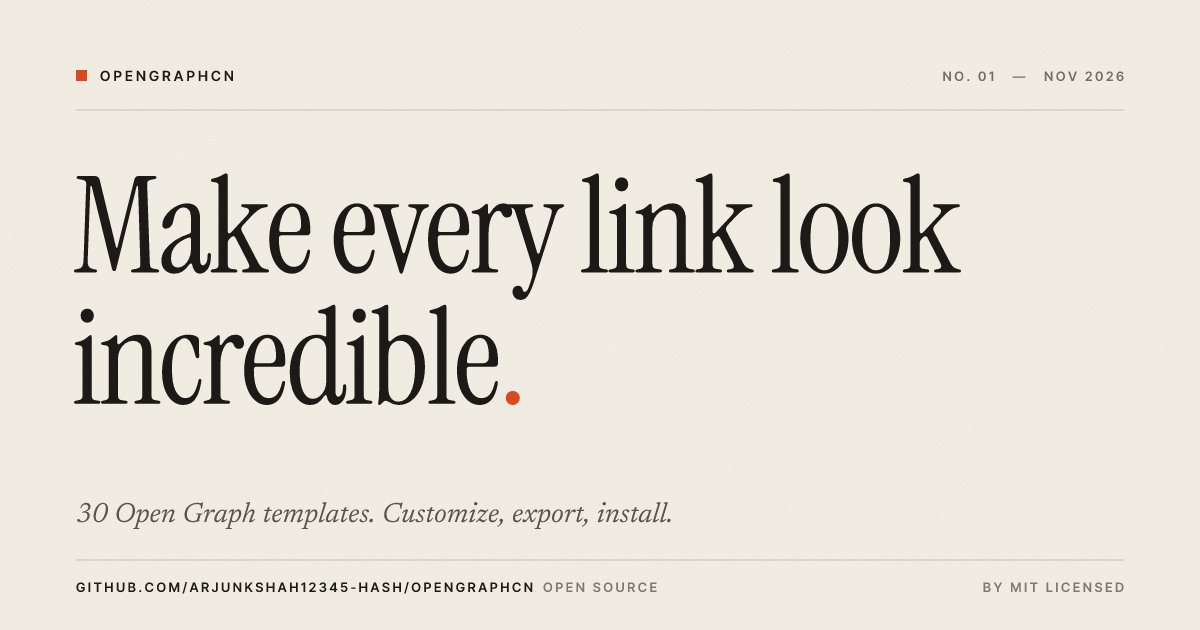 OPENGRAPHCN
NO. 01 — NOV 2026
Make every link look
incredible.
30 Open Graph templates. Customize, export, install.
GITHUB.COM/ARJUNKSHAH12345-HASH/OPENGRAPHCN OPEN SOURCE
BY MIT LICENSED